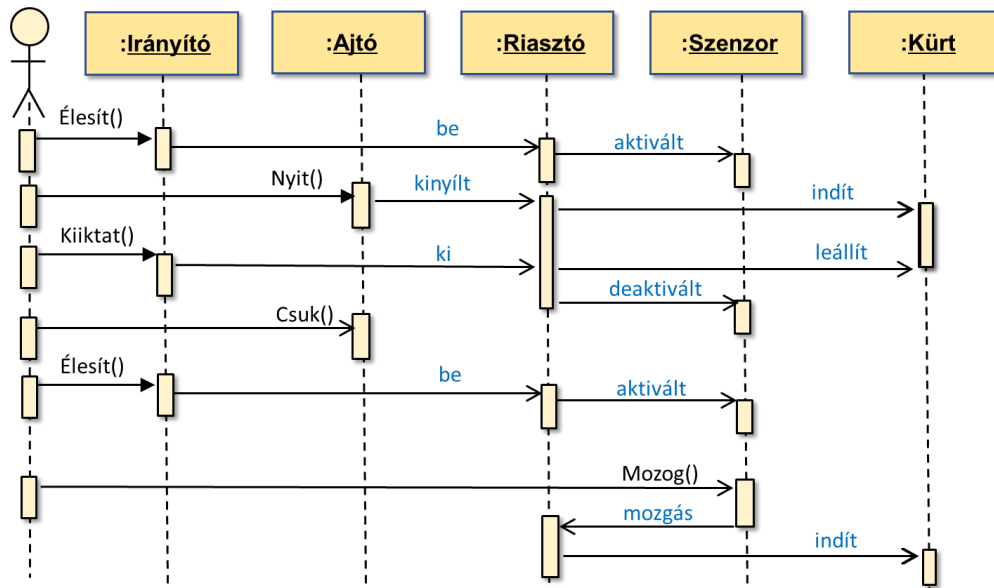 :Irányító
:Ajtó
:Riasztó
:Szenzor
:Kürt
Élesít()
be
aktivált
Nyit()
kinyílt
indít
Kiiktat()
ki
leállít
deaktivált
Csuk()
Élesít()
be
aktivált
Mozog()
mozgás
indít